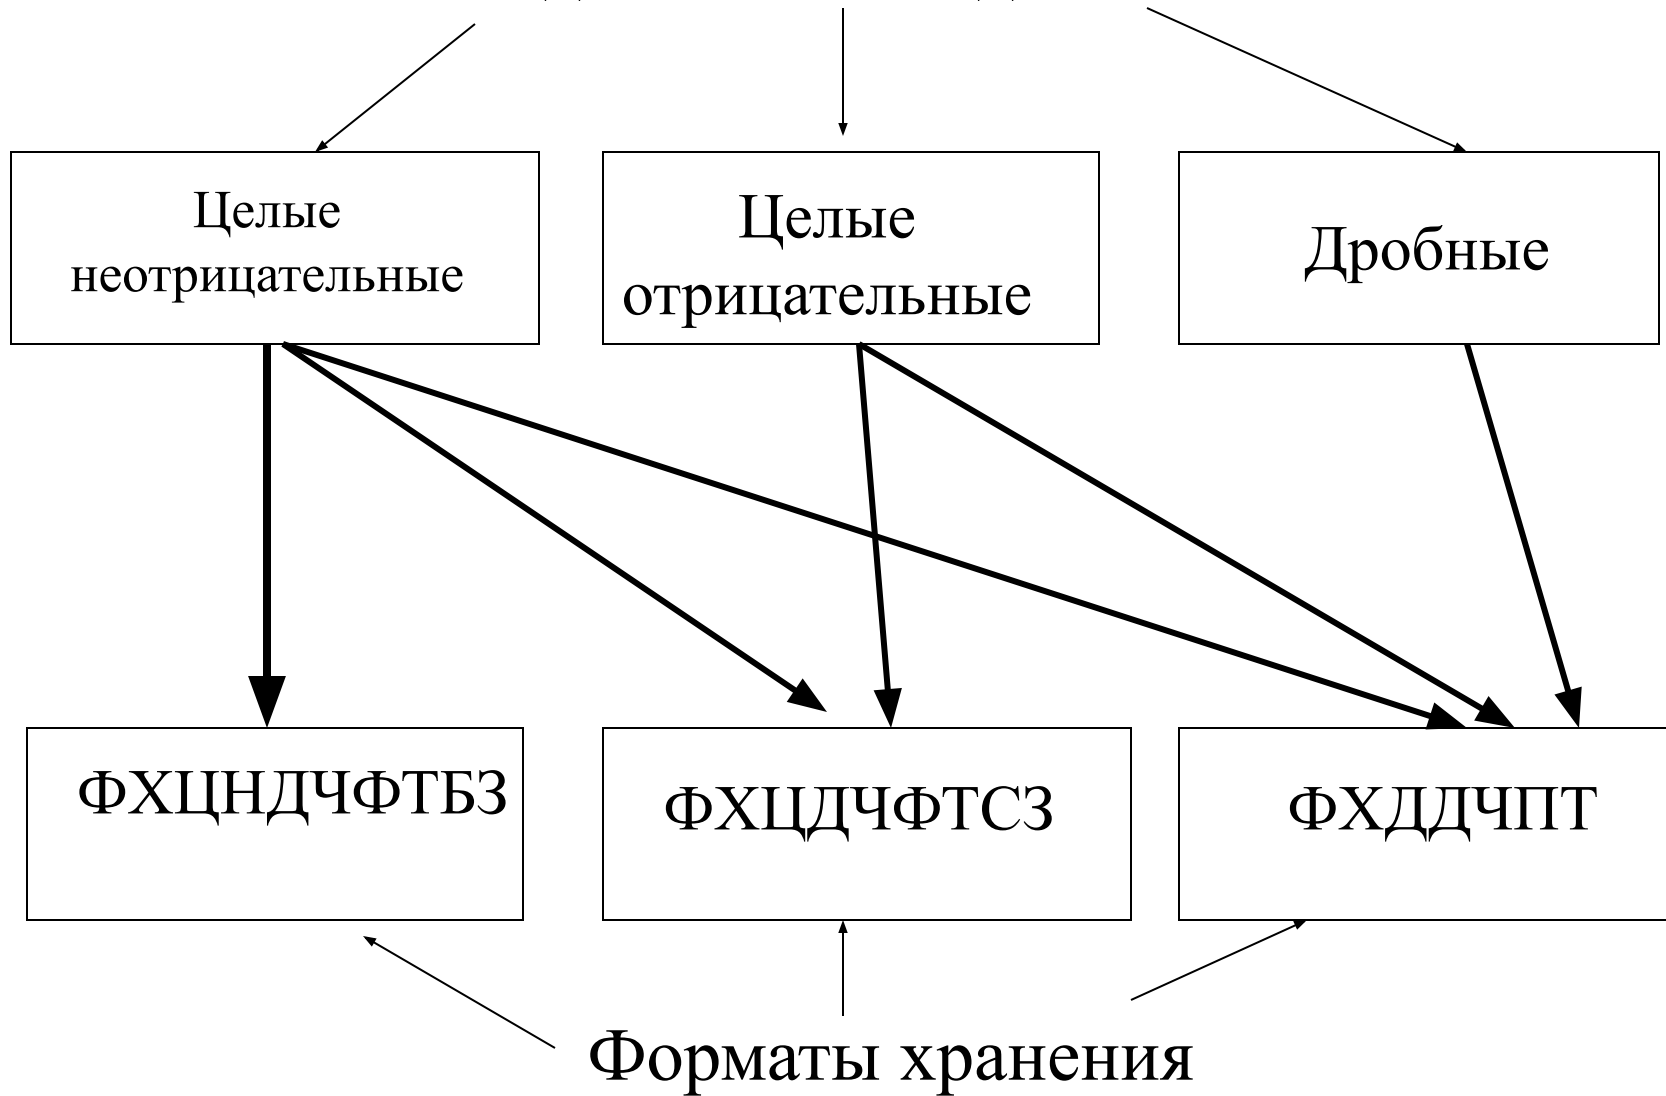 Целые
неотрицательные
Целые
отрицательные
Дробные
ФХЦНДЧФТБЗ
ФХЦДЧФТСЗ
ФХДДЧПТ
Форматы хранения